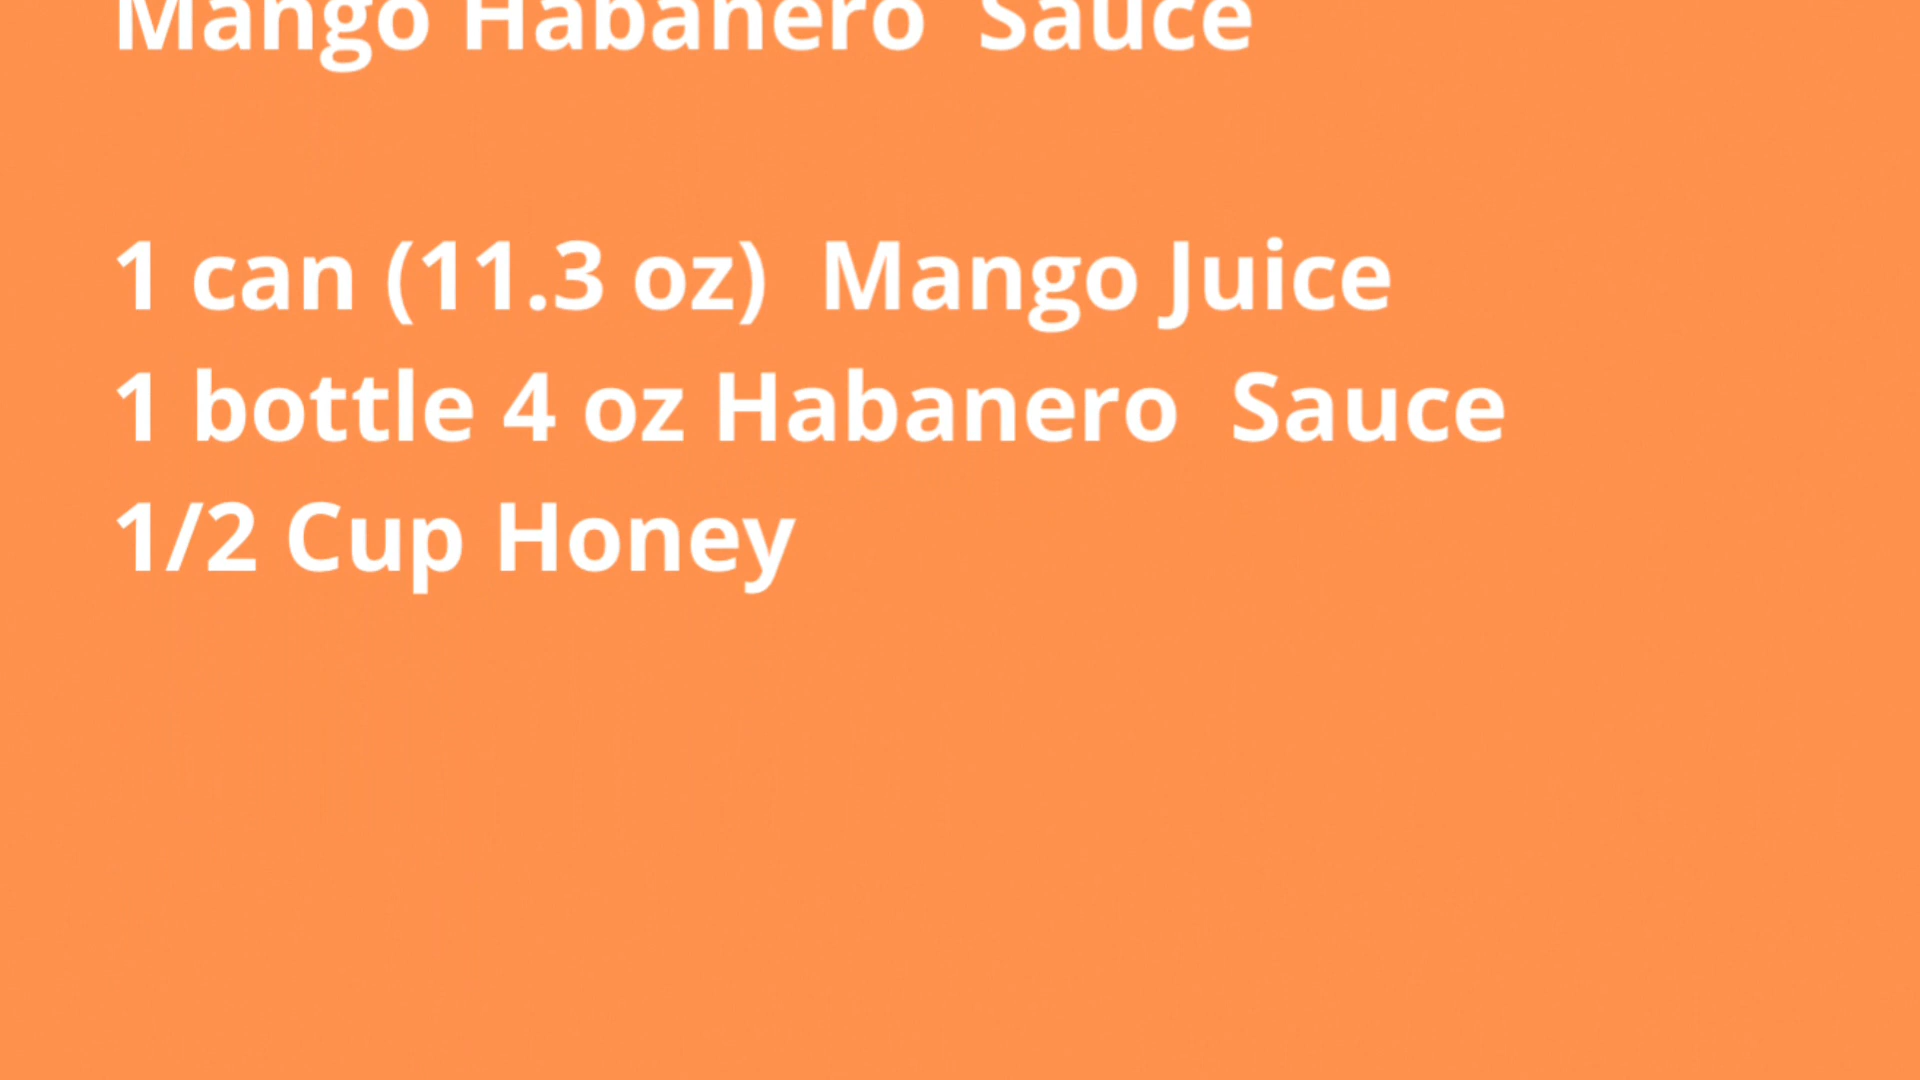 Mango Habanero  Sauce
1 can (11.3 oz)  Mango Juice
1 bottle 4 oz Habanero  Sauce
1/2 Cup Honey